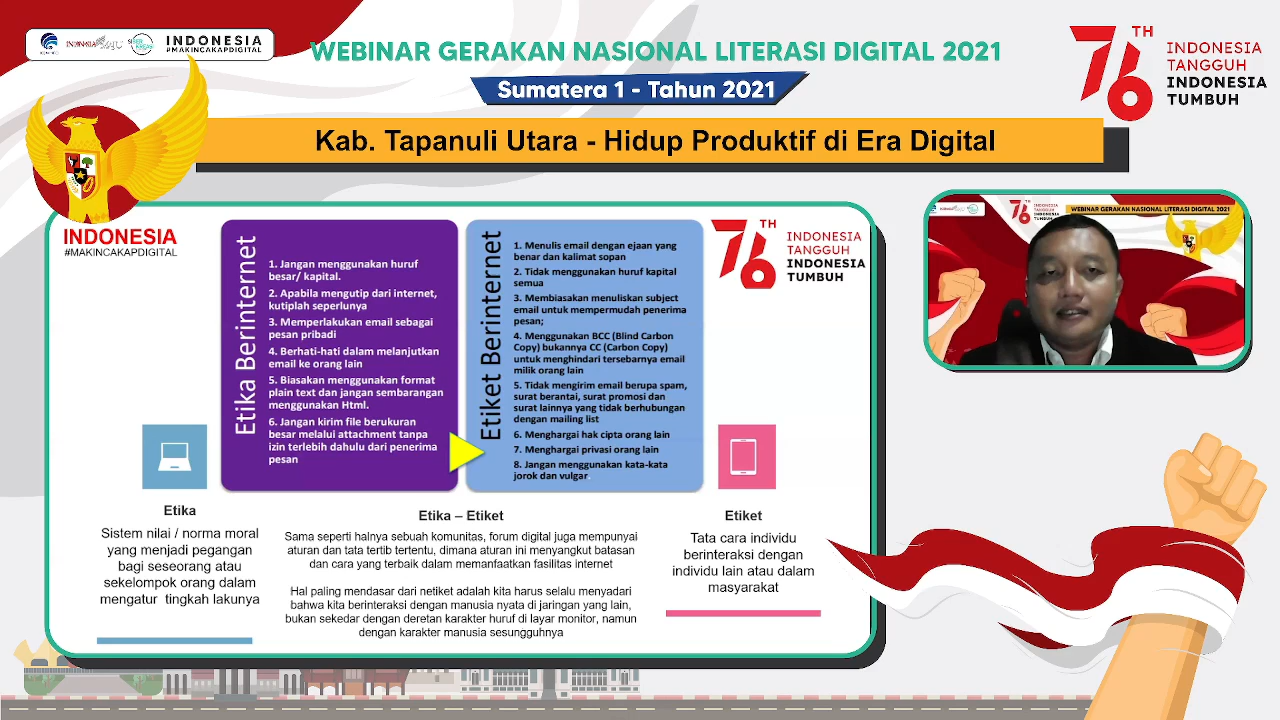 INDONESIA
#MAKINCAKAPDIGITAL
WEBINAR GERAKAN NASIONAL LITERASI DIGITAL 2021
Sumatera 1 - Tahun 2021
76TH
INDONESIA
TANGGUH
INDONESIA
TUMBUH
Kab. Tapanuli Utara - Hidup Produktif di Era Digital
INDONESIA
#MAKINCAKAPDIGITAL
Etika Berinternet
1. Jangan menggunakan huruf
besar/ kapital.
2. Apabila mengutip dari internet,
kutiplah seperlunya
3. Memperlakukan email sebagai
pesan pribadi
4. Berhati-hati dalam melanjutkan
email ke orang lain
5. Biasakan menggunakan format
plain text dan jangan sembarangan
menggunakan Html.
6. Jangan kirim file berukuran
besar melalui attachment tanpa
izin terlebih dahulu dari penerima
pesan
Etiket Berinternet
1. Menulis email dengan ejaan yang
benar dan kalimat sopan
2. Tidak menggunakan huruf kapital
semua
3. Membiasakan menuliskan subject
email untuk mempermudah penerima
pesan;
4. Menggunakan BCC (Blind Carbon
Copy) bukannya CC (Carbon Copy)
untuk menghindari tersebarnya email
milik orang lain
5. Tidak mengirim email berupa spam,
surat berantai, surat promosi dan
surat lainnya yang tidak berhubungan
dengan mailing list
6. Menghargai hak cipta orang lain
7. Menghargai privasi orang lain
8. Jangan menggunakan kata-kata
jorok dan vulgar.
76TH
INDONESIA
TANGGUH
INDONESIA
TUMBUH
Etika
Sistem nilai / norma moral
yang menjadi pegangan
bagi seseorang atau
sekelompok orang dalam
mengatur tingkah lakunya
Etika – Etiket
Sama seperti halnya sebuah komunitas, forum digital juga mempunyai
aturan dan tata tertib tertentu, dimana aturan ini menyangkut batasan
dan cara yang terbaik dalam memanfaatkan fasilitas internet
Hal paling mendasar dari netiket adalah kita harus selalu menyadari
bahwa kita berinteraksi dengan manusia nyata di jaringan yang lain,
bukan sekedar dengan deretan karakter huruf di layar monitor, namun
dengan karakter manusia sesungguhnya
Etiket
Tata cara individu
berinteraksi dengan
individu lain atau dalam
masyarakat
76TH
INDONESIA
TANGGUH
INDONESIA
TUMBUH
WEBINAR GERAKAN NASIONAL LITERASI DIGITAL 2021